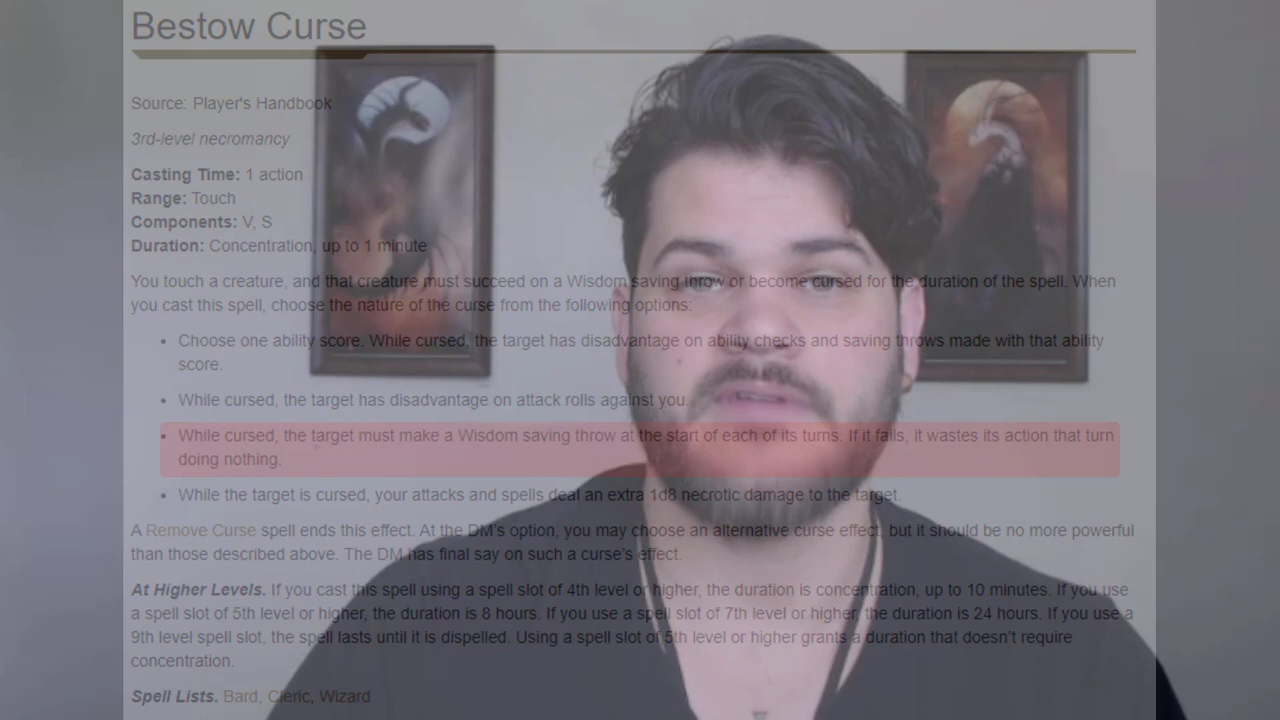 Bestow Curse
Source: Player's Handbook
3rd-level necromancy
Casting Time: 1 action
Range: Touch
Components: V, S
Duration: Concentration, up to 1 minute
You touch a creature, and that creature must succeed on a Wisdom saving throw or become cursed for the duration of the spell. When
you cast this spell, choose the nature of the curse from the following options:
• Choose one ability score. While cursed, the target has disadvantage on ability checks and saving throws made with that ability
score.
• While cursed, the target has disadvantage on attack rolls against you.
• While cursed, the target must make a Wisdom saving throw at the start of each of its turns. If it fails, it wastes its action that turn
doing nothing.
• While the target is cursed, your attacks and spells deal an extra 1d8 necrotic damage to the target.
A Remove Curse spell ends this effect. At the DM's option, you may choose an alternative curse effect, but it should be no more powerful
than those described above. The DM has final say on such a curse's effect.
At Higher Levels. If you cast this spell using a spell slot of 4th level or higher, the duration is concentration, up to 10 minutes. If you use
a spell slot of 5th level or higher, the duration is 8 hours. If you use a spell slot of 7th level or higher, the duration is 24 hours. If you use a
9th level spell slot, the spell lasts until it is dispelled. Using a spell slot of 5th level or higher grants a duration that doesn't require
concentration.
Spell Lists. Bard, Cleric, Wizard